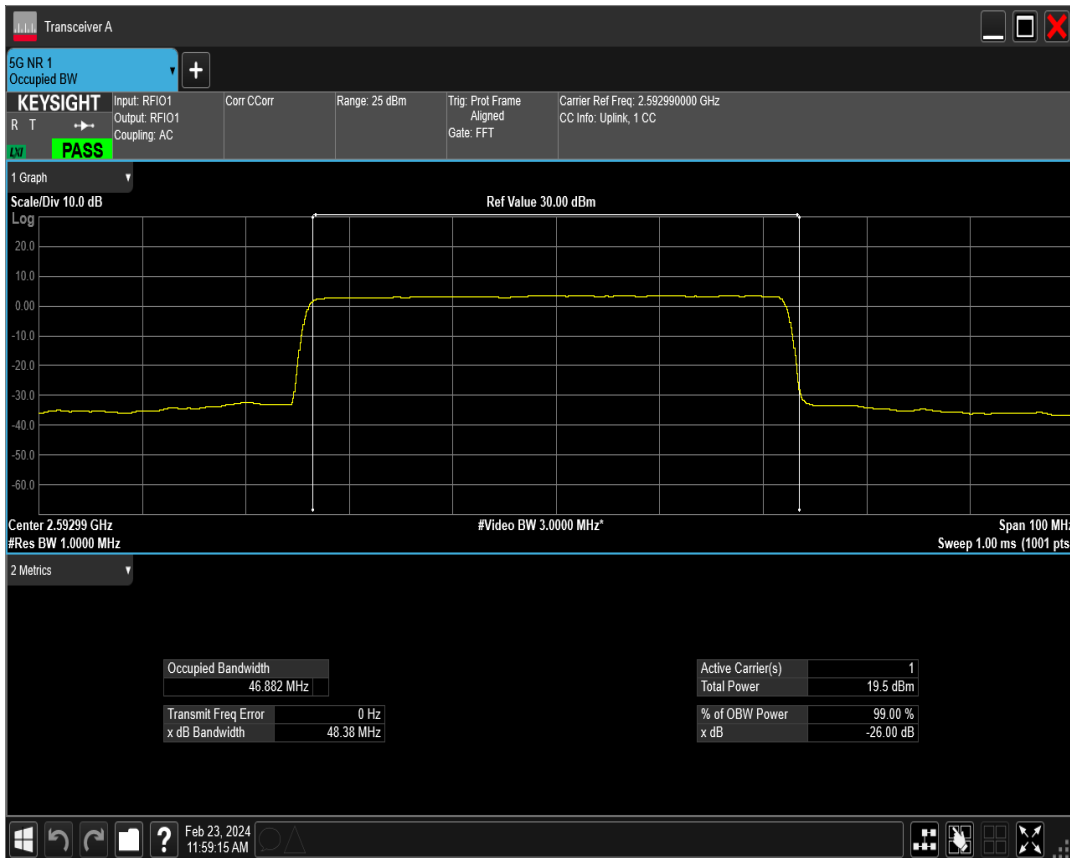 Transceiver A
5G NR 1
Occupied BW
KEYSIGHT
R T
LXI
PASS
Input: RFIO1
Output: RFIO1
Coupling: AC
Corr CCorr
Range: 25 dBm
Trig: Prot Frame
Aligned
Gate: FFT
Carrier Ref Freq: 2.592990000 GHz
CC Info: Uplink, 1 CC
1 Graph
Scale/Div 10.0 dB
Ref Value 30.00 dBm
Log
20.0
10.0
0.00
-10.0
-20.0
-30.0
-40.0
-50.0
-60.0
Center 2.59299 GHz
#Video BW 3.0000 MHz*
Span 100 MHz
#Res BW 1.0000 MHz
Sweep 1.00 ms (1001 pts
2 Metrics
Occupied Bandwidth
46.882 MHz
Transmit Freq Error 0 Hz
x dB Bandwidth 48.38 MHz
Active Carrier(s) 1
Total Power 19.5 dBm
% of OBW Power 99.00 %
x dB -26.00 dB
?
Feb 23, 2024
11:59:15 AM